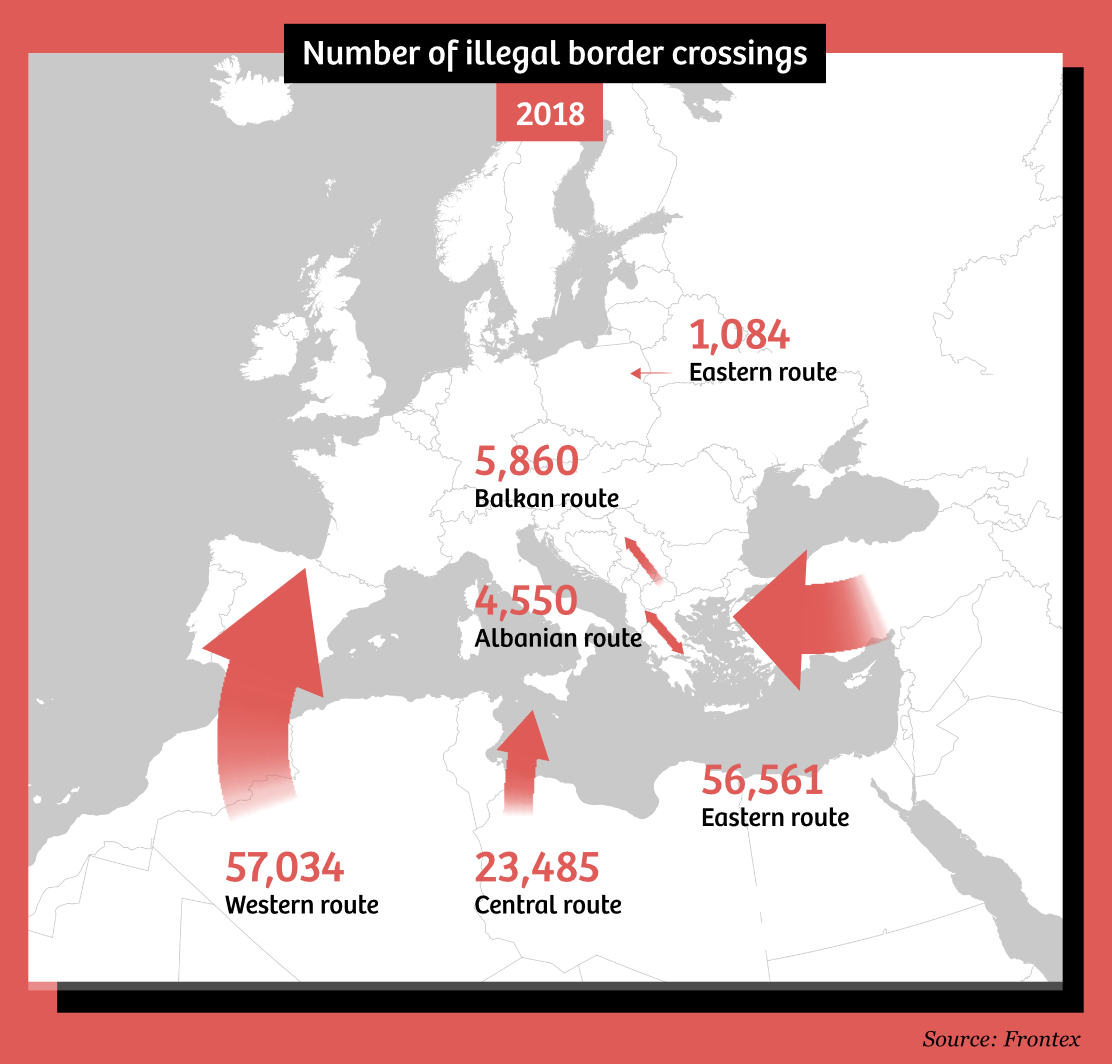 Number of illegal border crossings
2018
1,084
Eastern route
5,860
Balkan route
4,550
Albanian route
56,561
Eastern route
57,034
Western route
23,485
Central route
Source: Frontex